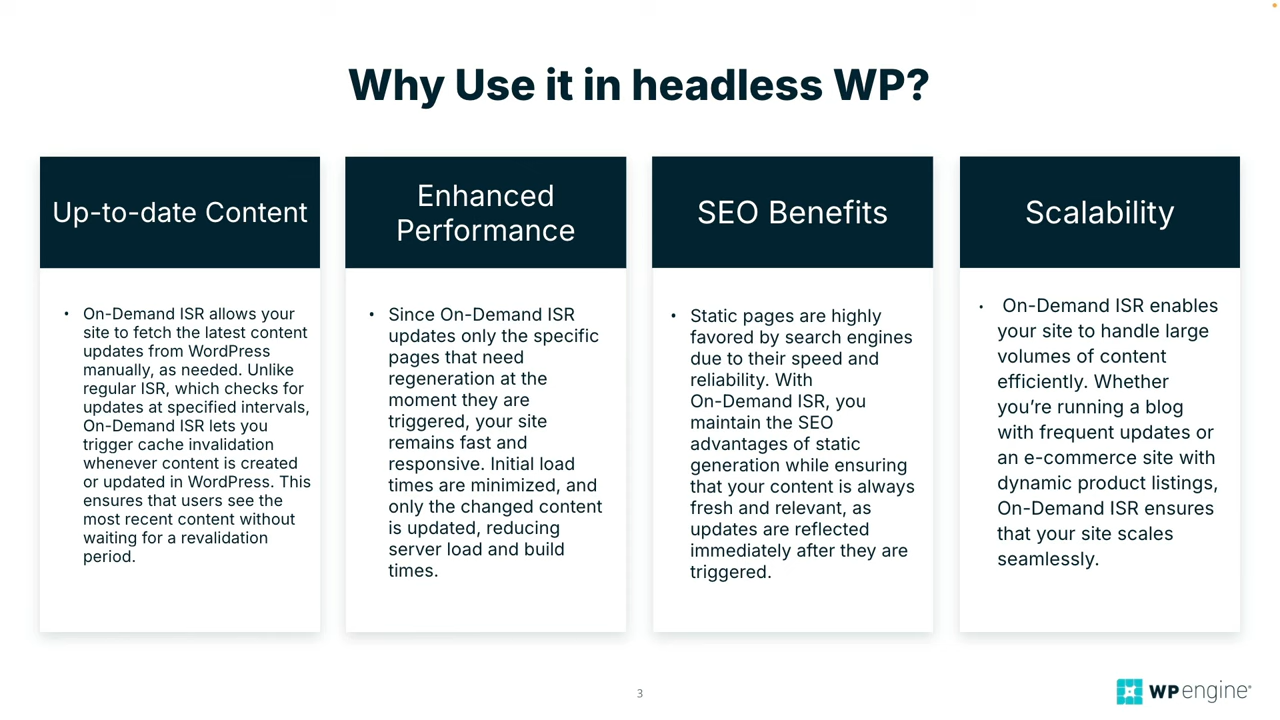 Why Use it in headless WP?
Up-to-date Content
• On-Demand ISR allows your
site to fetch the latest content
updates from WordPress
manually, as needed. Unlike
regular ISR, which checks for
updates at specified intervals,
On-Demand ISR lets you
trigger cache invalidation
whenever content is created
or updated in WordPress. This
ensures that users see the
most recent content without
waiting for a revalidation
period.
Enhanced
Performance
• Since On-Demand ISR
updates only the specific
pages that need
regeneration at the
moment they are
triggered, your site
remains fast and
responsive. Initial load
times are minimized, and
only the changed content
is updated, reducing
server load and build
times.
SEO Benefits
• Static pages are highly
favored by search engines
due to their speed and
reliability. With
On-Demand ISR, you
maintain the SEO
advantages of static
generation while ensuring
that your content is always
fresh and relevant, as
updates are reflected
immediately after they are
triggered.
Scalability
• On-Demand ISR enables
your site to handle large
volumes of content
efficiently. Whether
you’re running a blog
with frequent updates or
an e-commerce site with
dynamic product listings,
On-Demand ISR ensures
that your site scales
seamlessly.
3
WP engine®